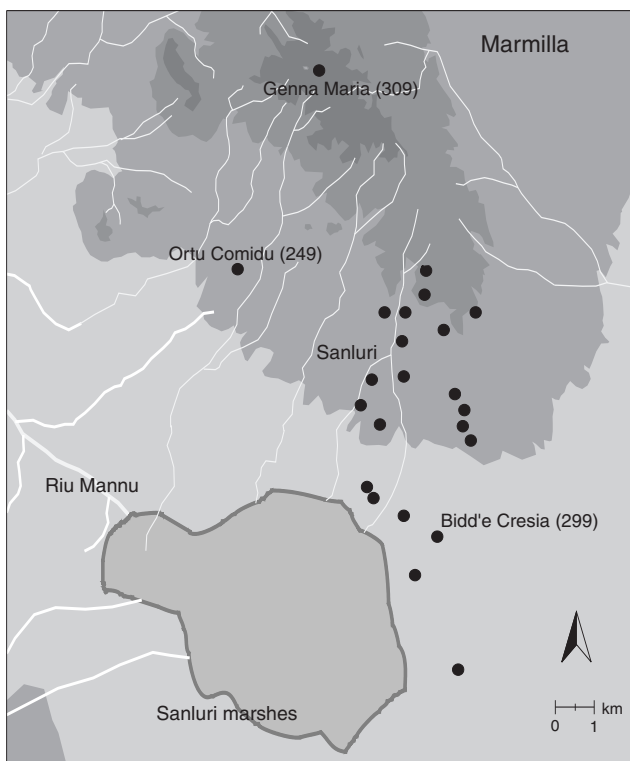 Marmilla
Genna Maria (309)
Ortu Comidu (249)
Sanluri
Riu Mannu
Bidd'e Cresia (299)
Sanluri marshes
km
0 1